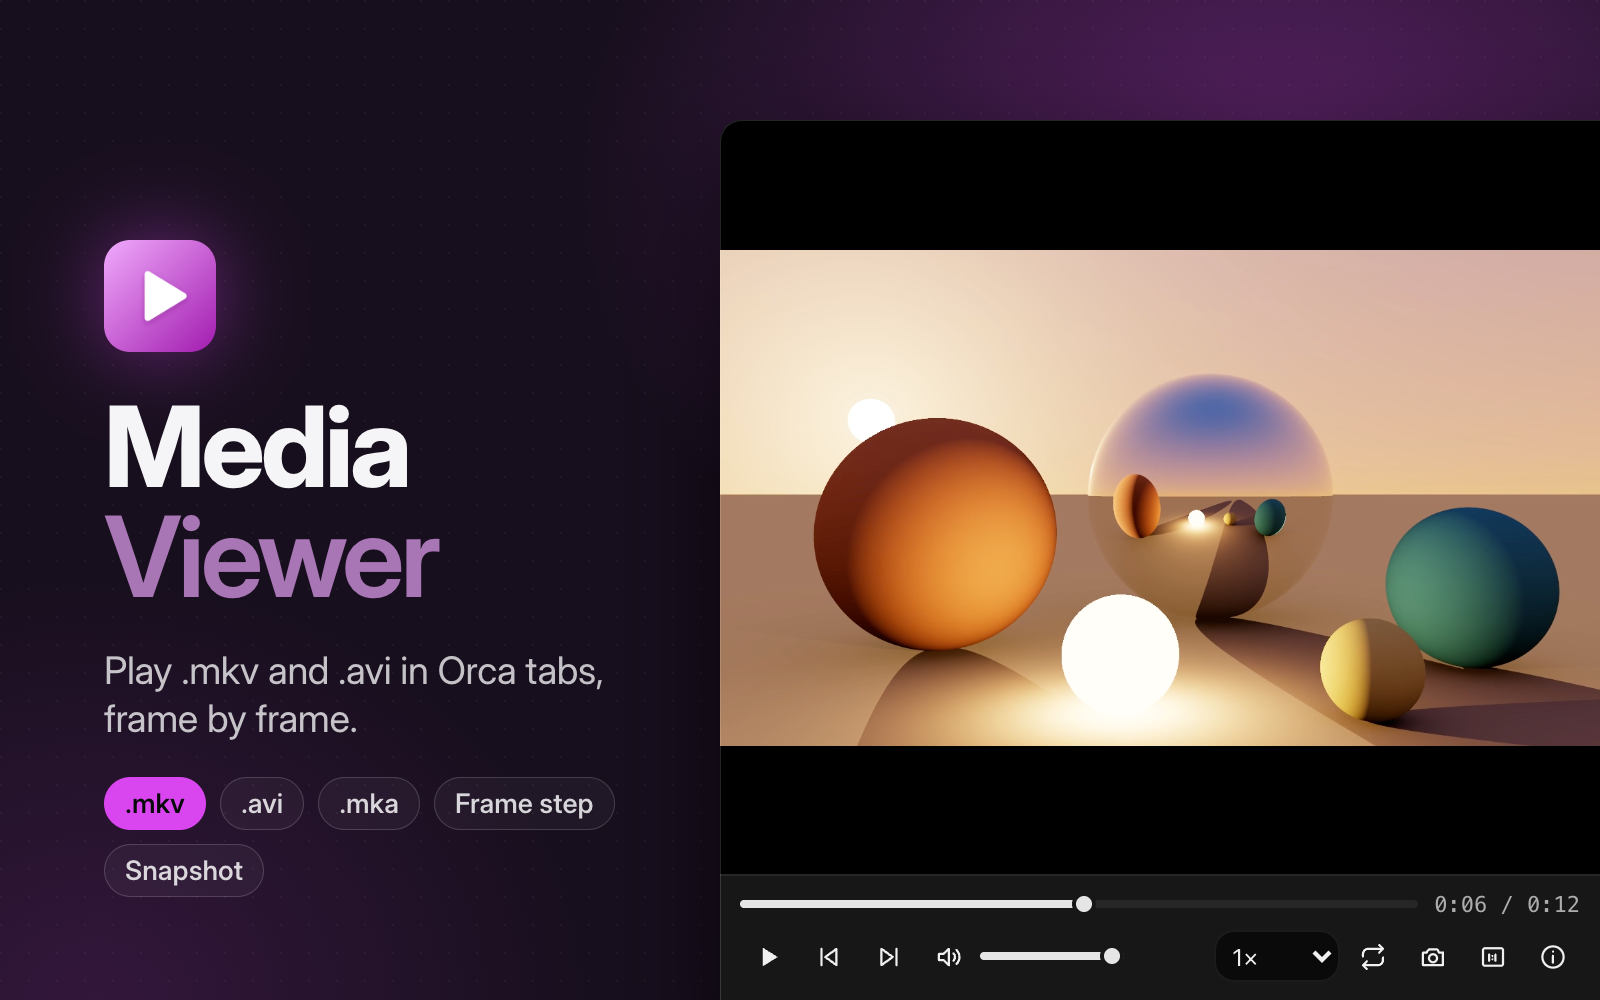 Media
Viewer
Play .mkv and .avi in Orca tabs,
frame by frame.
.mkv .avi .mka Frame step
Snapshot
0:06 / 0:12
1x